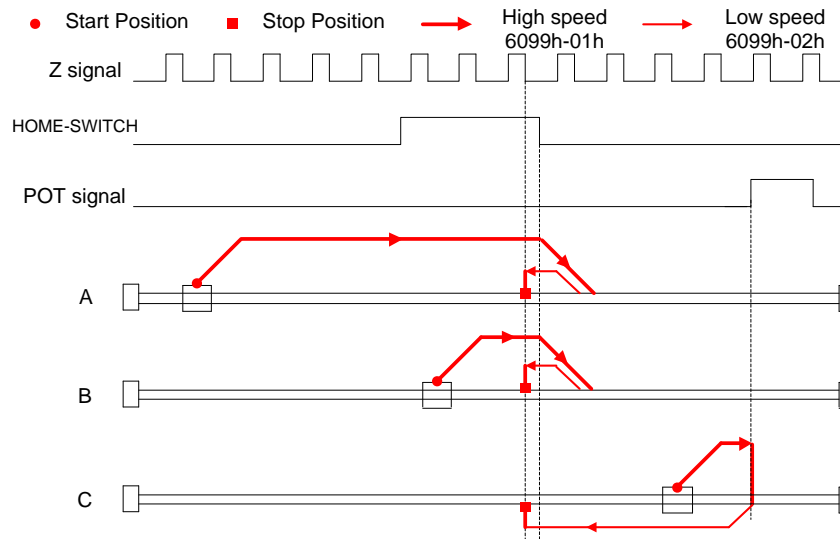 Start Position Stop Position High speed Low speed
6099h-01h 6099h-02h
Z signal
HOME-SWITCH
POT signal
A
B
C